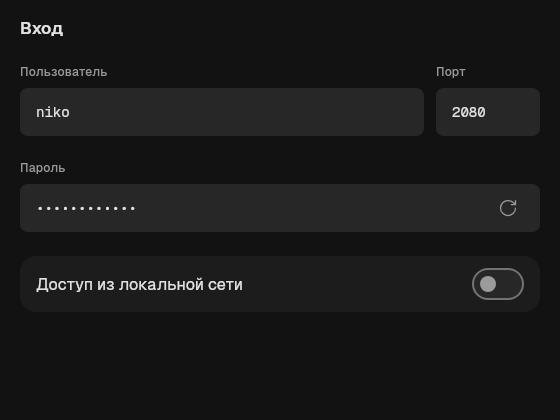 Вход
Пользователь
Порт
niko
2080
Пароль
••••••••••••
Доступ из локальной сети